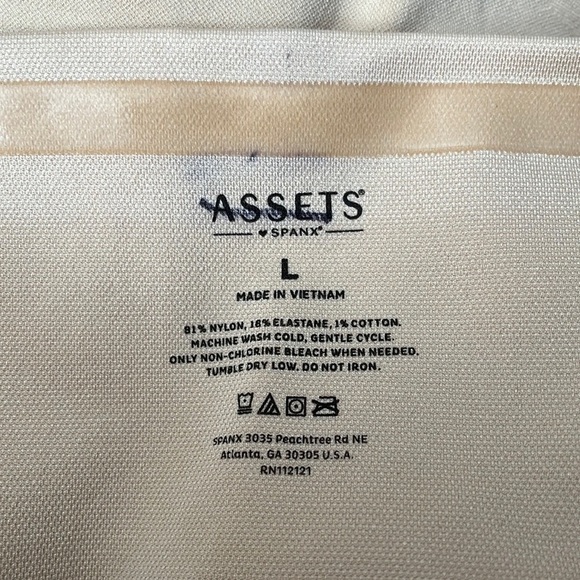 ASSETS®
♥ SPANX®
L
MADE IN VIETNAM
81% NYLON, 18% ELASTANE, 1% COTTON.
MACHINE WASH COLD, GENTLE CYCLE.
ONLY NON-CHLORINE BLEACH WHEN NEEDED.
TUMBLE DRY LOW. DO NOT IRON.
SPANX 3035 Peachtree Rd NE
Atlanta, GA 30305 U.S.A.
RN112121